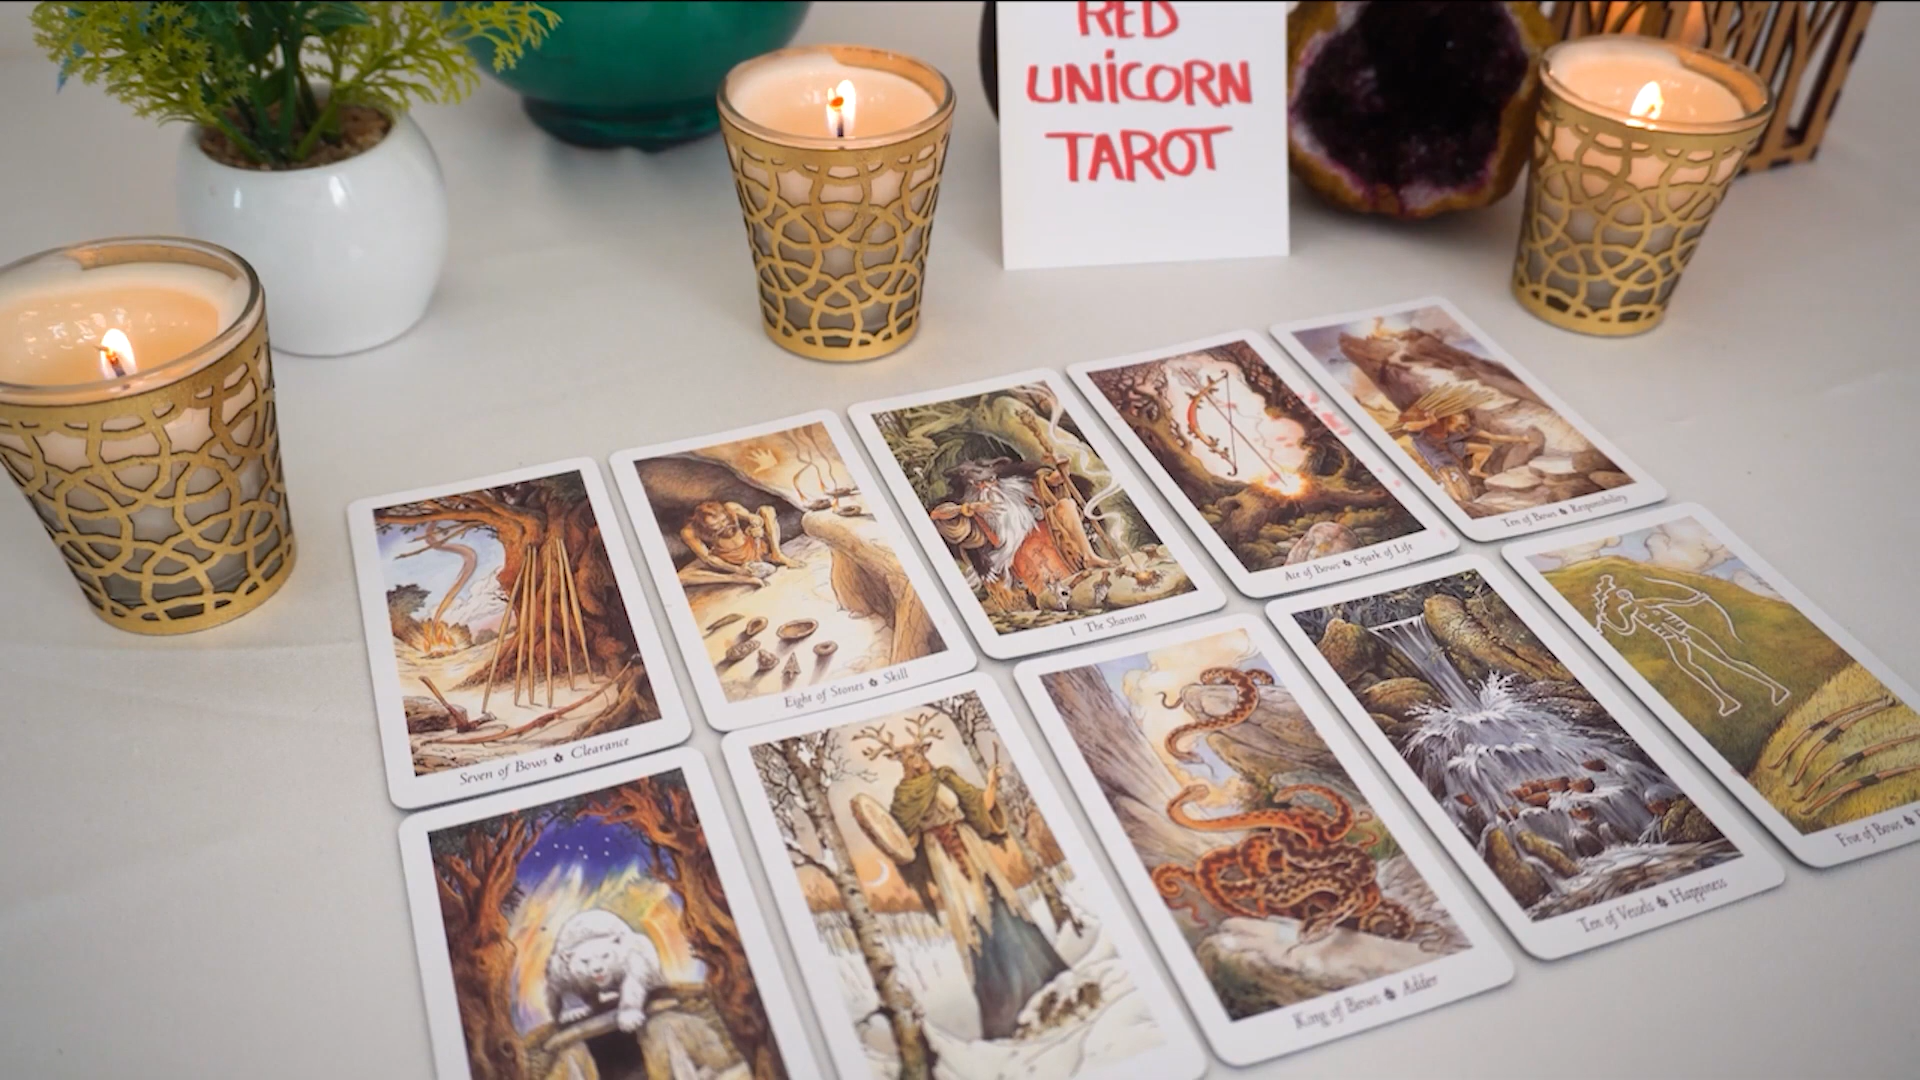 RED
UNICORN
TAROT
Ten of Bows Responsibility
Ace of Bows Spark of Life
1 The Shaman
Eight of Stones Skill
Seven of Bows Clearance
Five of Bows
Ten of Vessels Happiness
King of Bows Adder